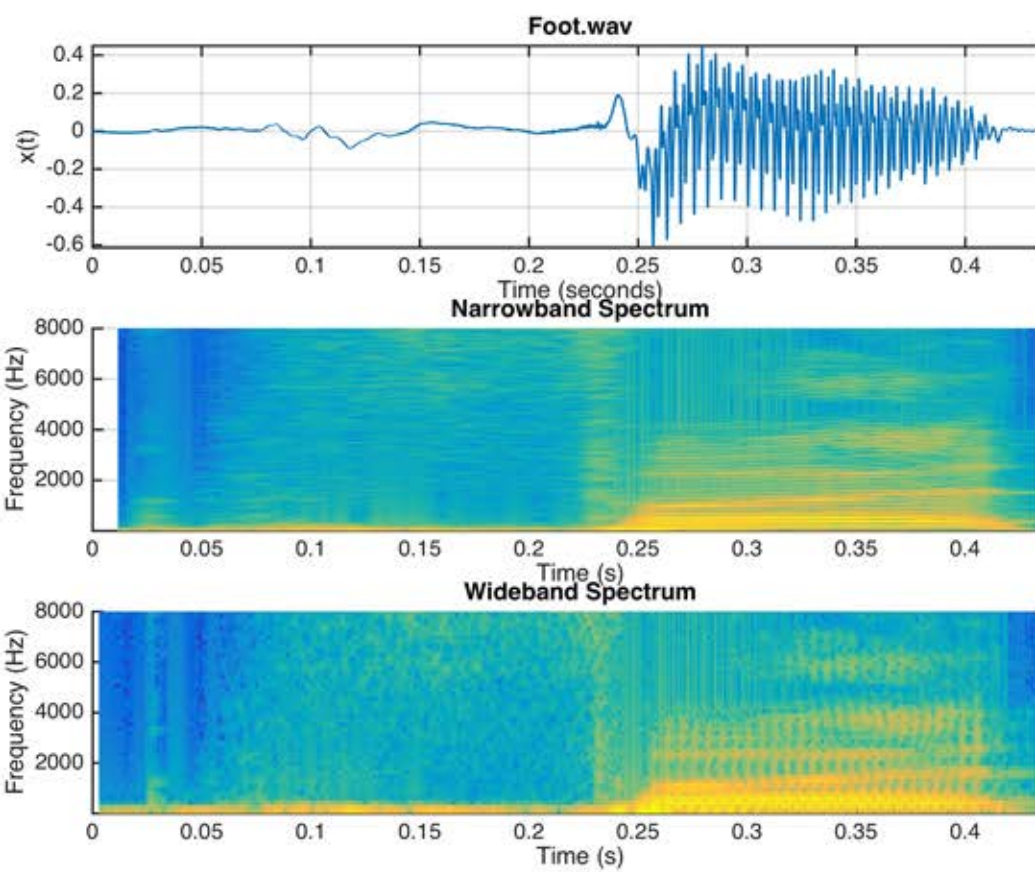 Foot.wav
0.4
0.2
0
-0.2
-0.4
-0.6
x(t)
0 0.05 0.1 0.15 0.2 0.25 0.3 0.35 0.4
Time (seconds)
Narrowband Spectrum
8000
6000
4000
2000
Frequency (Hz)
0 0.05 0.1 0.15 0.2 0.25 0.3 0.35 0.4
Time (s)
Wideband Spectrum
8000
6000
4000
2000
Frequency (Hz)
0 0.05 0.1 0.15 0.2 0.25 0.3 0.35 0.4
Time (s)